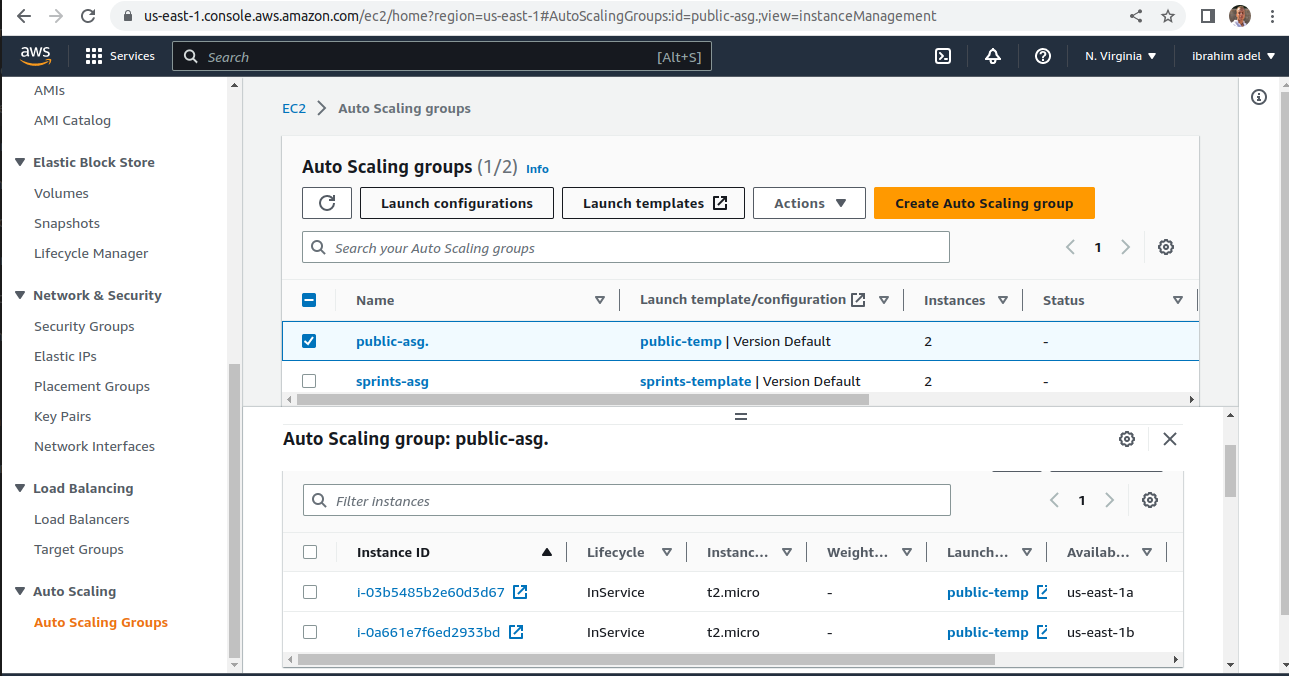 us-east-1.console.aws.amazon.com/ec2/home?region=us-east-1#AutoScalingGroups:id=public-asg.;view=instanceManagement
aws Services Search [Alt+S] N. Virginia ibrahim adel
AMIs
AMI Catalog
Elastic Block Store
Volumes
Snapshots
Lifecycle Manager
Network & Security
Security Groups
Elastic IPs
Placement Groups
Key Pairs
Network Interfaces
Load Balancing
Load Balancers
Target Groups
Auto Scaling
Auto Scaling Groups
EC2 Auto Scaling groups
Auto Scaling groups (1/2) Info
Launch configurations Launch templates Actions Create Auto Scaling group
Search your Auto Scaling groups 1
Name Launch template/configuration Instances Status
public-asg. public-temp | Version Default 2 -
sprints-asg sprints-template | Version Default 2 -
Auto Scaling group: public-asg.
Filter instances 1
Instance ID Lifecycle Instanc... Weight... Launch... Availab...
i-03b5485b2e60d3d67 InService t2.micro - public-temp us-east-1a
i-0a661e7f6ed2933bd InService t2.micro - public-temp us-east-1b